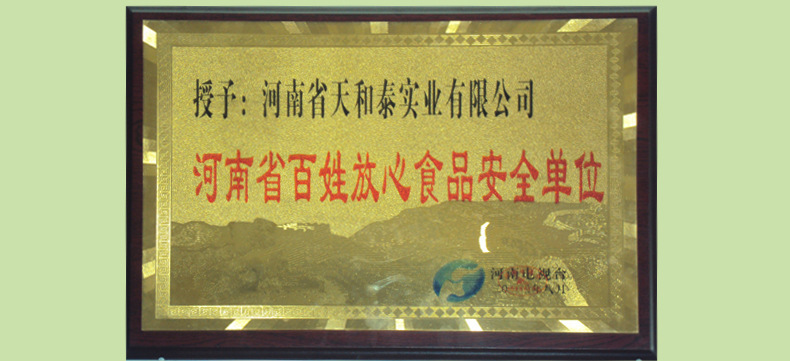 授予：河南省天和泰实业有限公司
河南省百姓放心食品安全单位
河南电视台